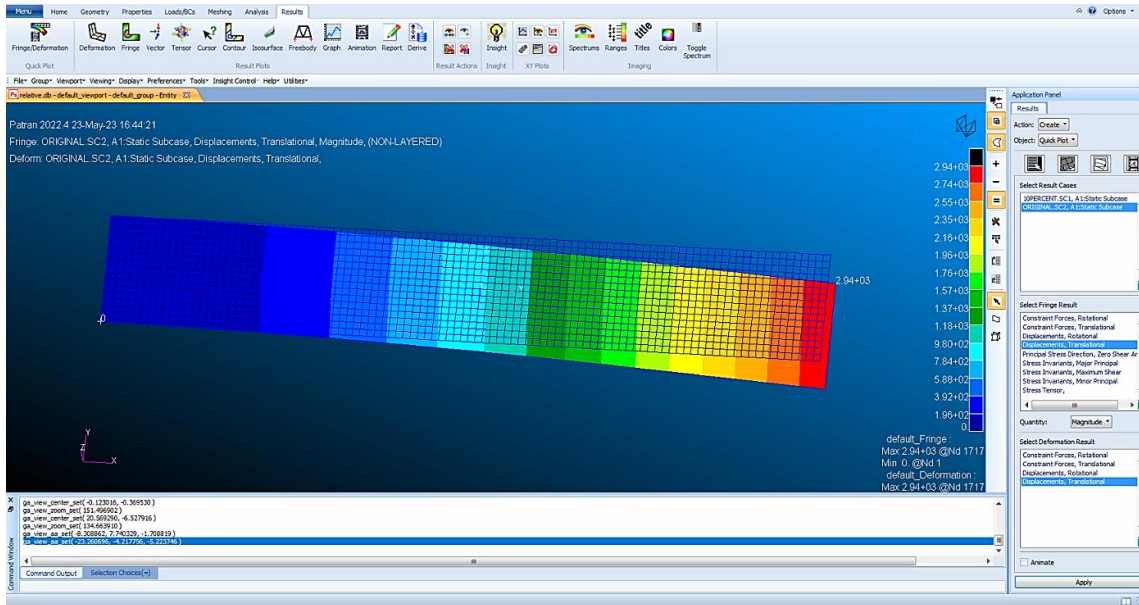 Menu Home Geometry Properties Loads/BCs Meshing Analysis Results Options
Fringe/Deformation Deformation Fringe Vector Tensor Cursor Contour Isosurface Freebody Graph Animation Report Derive Insight Spectrums Ranges Titles Colors Toggle Spectrum
Quick Plot Result Plots Result Actions Insight XY Plots Imaging
File Group Viewport Viewing Display Preferences Tools Insight Control Help Utilities
relative.db - default_viewport - default_group - Entity
Patran 2022.4 23-May-23 16:44:21
Fringe: ORIGINAL.SC2, A1:Static Subcase, Displacements, Translational, Magnitude, (NON-LAYERED)
Deform: ORIGINAL.SC2, A1:Static Subcase, Displacements, Translational,
2.94+03
2.74+03
2.55+03
2.35+03
2.16+03
1.96+03
1.76+03
1.57+03
1.37+03
1.18+03
9.80+02
7.84+02
5.88+02
3.92+02
1.96+02
0.
2.94+03
0
Y
Z
X
default_Fringe :
Max 2.94+03 @Nd 1717
Min 0. @Nd 1
default_Deformation :
Max 2.94+03 @Nd 1717
Application Panel
Results
Action: Create
Object: Quick Plot
Select Result Cases
10PERCENT.SC1, A1:Static Subcase
ORIGINAL.SC2, A1:Static Subcase
Select Fringe Result
Constraint Forces, Rotational
Constraint Forces, Translational
Displacements, Rotational
Displacements, Translational
Principal Stress Direction, Zero Shear Ar
Stress Invariants, Major Principal
Stress Invariants, Maximum Shear
Stress Invariants, Minor Principal
Stress Tensor,
Quantity: Magnitude
Select Deformation Result
Constraint Forces, Rotational
Constraint Forces, Translational
Displacements, Rotational
Displacements, Translational
Animate
Apply
Command Window
ga_view_center_set( -0.123016, -0.369530 )
ga_view_zoom_set( 151.496902 )
ga_view_center_set( 20.569290, -6.527916 )
ga_view_zoom_set( 134.663910 )
ga_view_aa_set( -8.308862, 7.740329, -1.708819 )
ga_view_aa_set( -23.260696, -4.217756, -5.223746 )
Command Output Selection Choices(=)